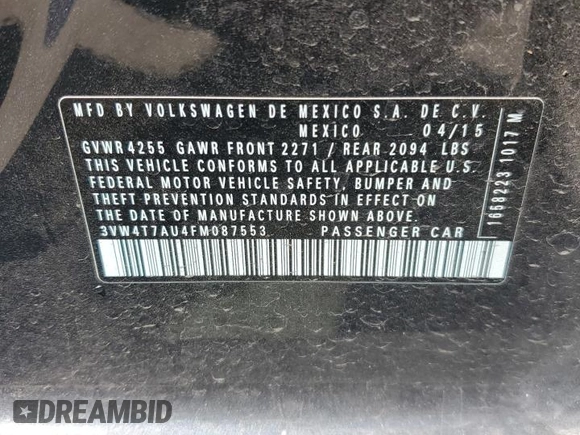 MFD BY VOLKSWAGEN DE MEXICO S.A. DE C.V.
MEXICO 04/15
GVWR 4255 GAWR FRONT 2271 / REAR 2094 LBS
THIS VEHICLE CONFORMS TO ALL APPLICABLE U.S.
FEDERAL MOTOR VEHICLE SAFETY, BUMPER AND
THEFT PREVENTION STANDARDS IN EFFECT ON
THE DATE OF MANUFACTURE SHOWN ABOVE.
3VW4T7AU4FM087553 PASSENGER CAR
1668223 1017 M
DREAMBID